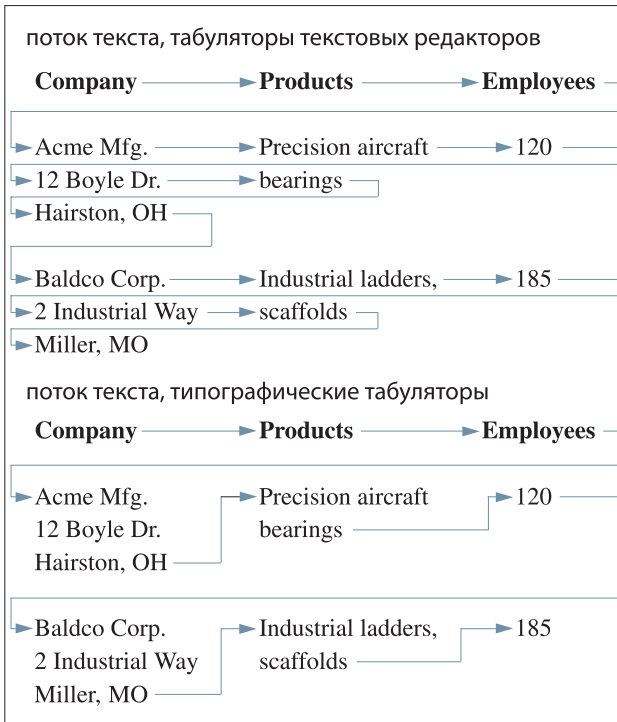 поток текста, табуляторы текстовых редакторов
Company Products Employees
Acme Mfg. Precision aircraft 120
12 Boyle Dr. bearings
Hairston, OH
Baldco Corp. Industrial ladders, 185
2 Industrial Way scaffolds
Miller, MO
поток текста, типографические табуляторы
Company Products Employees
Acme Mfg. Precision aircraft 120
12 Boyle Dr. bearings
Hairston, OH
Baldco Corp. Industrial ladders, 185
2 Industrial Way scaffolds
Miller, MO